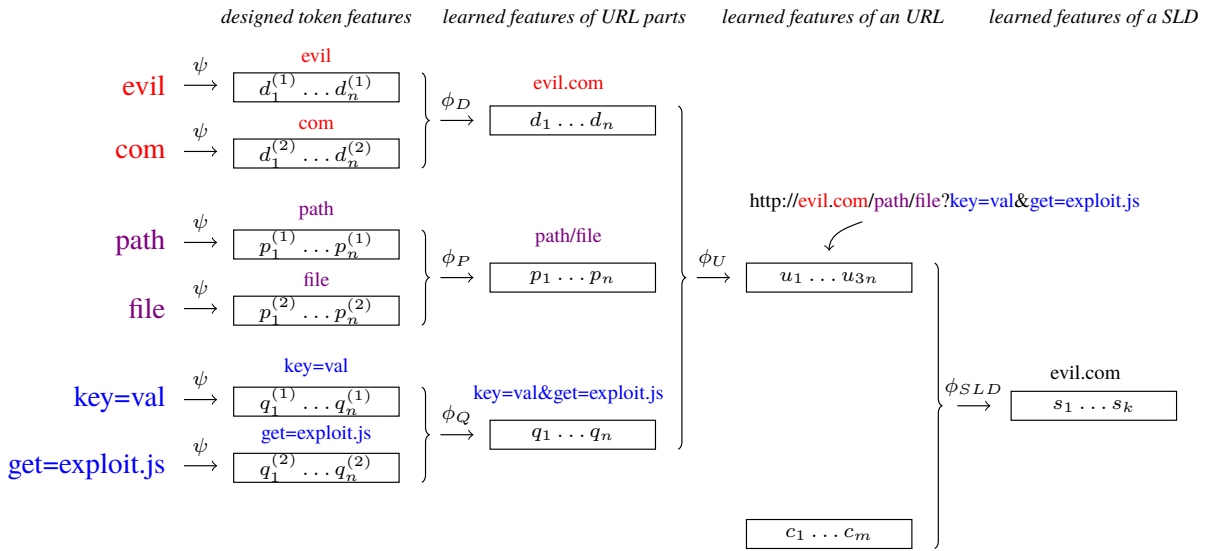 designed token features
learned features of URL parts
learned features of an URL
learned features of a SLD
evil
ψ
evil
d_1^{(1)} … d_n^{(1)}
com
ψ
com
d_1^{(2)} … d_n^{(2)}
ϕ_D
evil.com
d_1 … d_n
path
ψ
path
p_1^{(1)} … p_n^{(1)}
file
ψ
file
p_1^{(2)} … p_n^{(2)}
ϕ_P
path/file
p_1 … p_n
key=val
ψ
key=val
q_1^{(1)} … q_n^{(1)}
get=exploit.js
ψ
get=exploit.js
q_1^{(2)} … q_n^{(2)}
ϕ_Q
key=val&get=exploit.js
q_1 … q_n
ϕ_U
http://evil.com/path/file?key=val&get=exploit.js
u_1 … u_{3n}
c_1 … c_m
ϕ_{SLD}
evil.com
s_1 … s_k